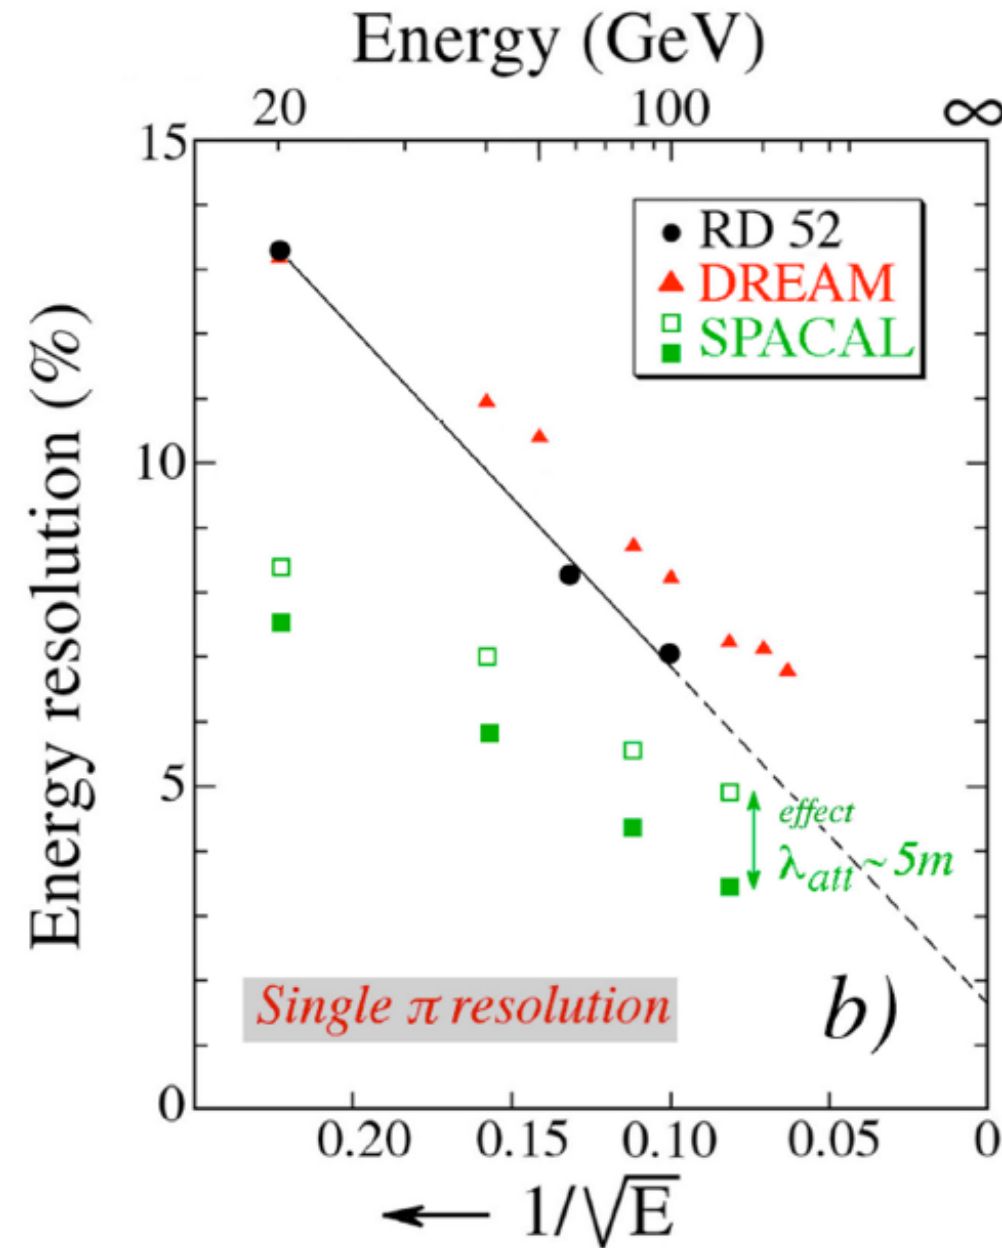 Energy (GeV)
20 100 ∞
15
RD 52
DREAM
SPACAL
10
5
effect
λatt ~ 5m
Single π resolution
b)
0
0.20 0.15 0.10 0.05 0
← 1/√E
Energy resolution (%)